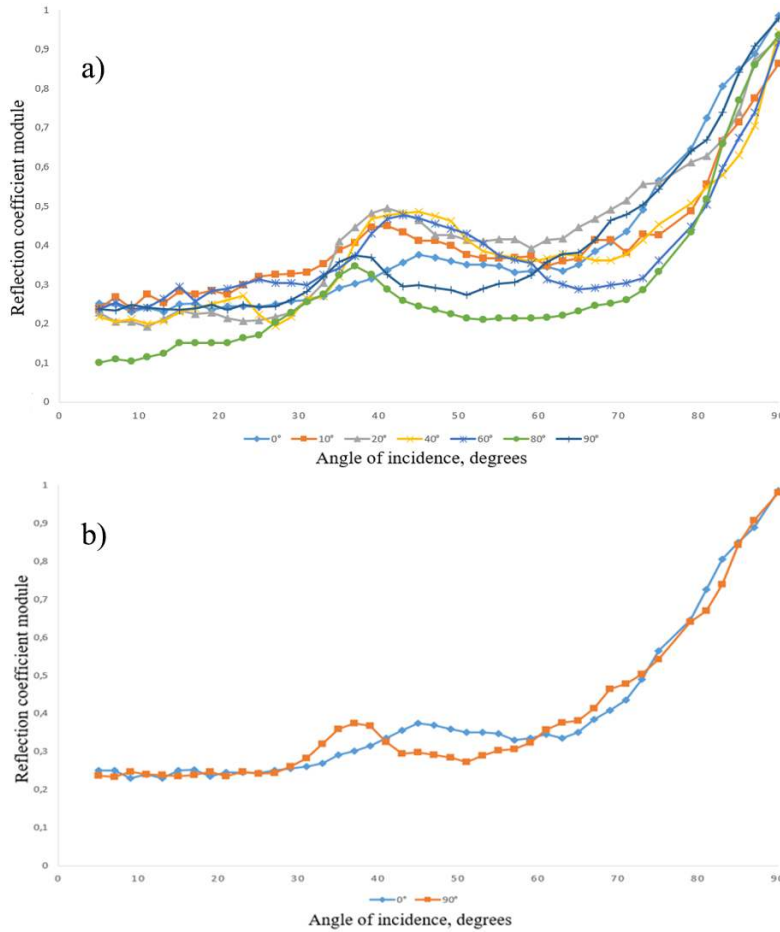 a)
Reflection coefficient module
1
0,9
0,8
0,7
0,6
0,5
0,4
0,3
0,2
0,1
0
0 10 20 30 40 50 60 70 80 90
0° 10° 20° 40° 60° 80° 90°
Angle of incidence, degrees
b)
Reflection coefficient module
1
0,9
0,8
0,7
0,6
0,5
0,4
0,3
0,2
0,1
0
0 10 20 30 40 50 60 70 80 90
0° 90°
Angle of incidence, degrees